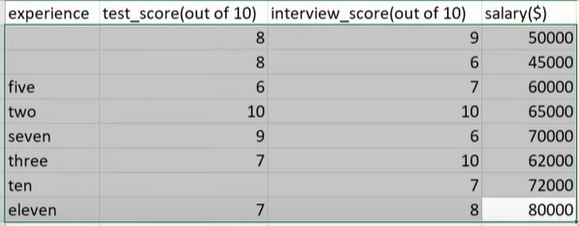 experience test_score(out of 10) interview_score(out of 10) salary($)
8 9 50000
8 6 45000
five 6 7 60000
two 10 10 65000
seven 9 6 70000
three 7 10 62000
ten 7 72000
eleven 7 8 80000